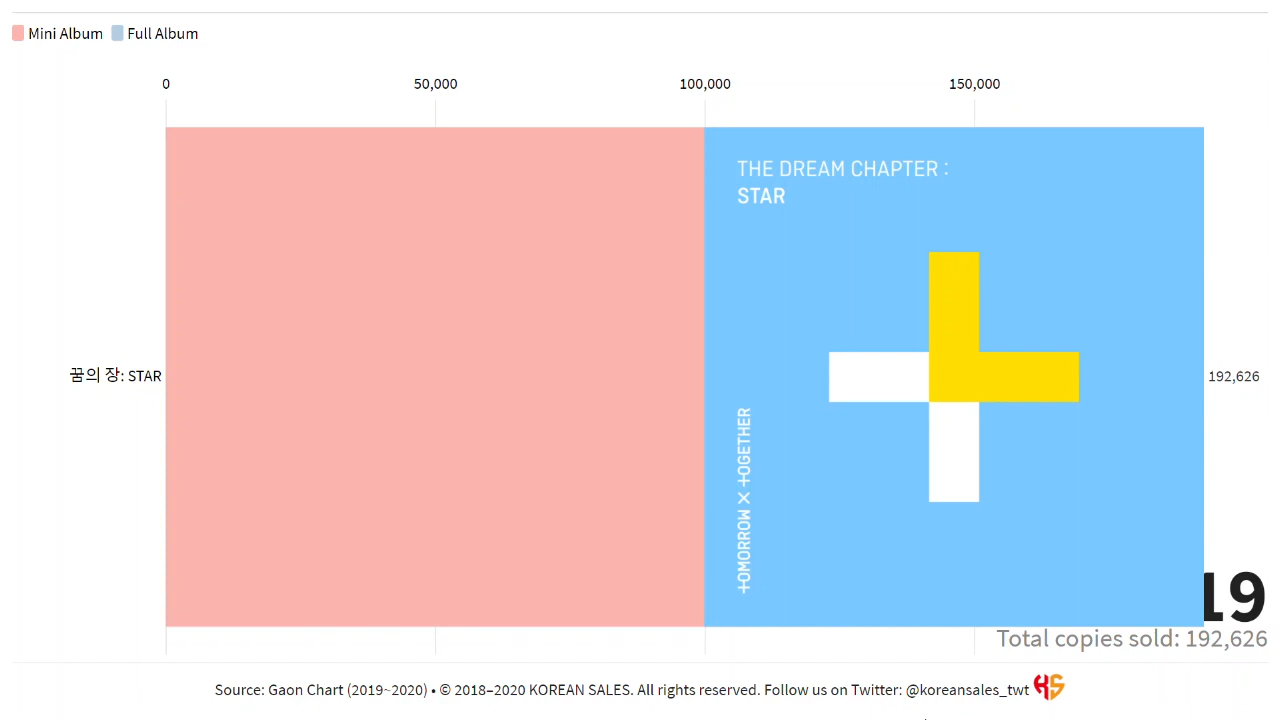 Mini Album Full Album
0 50,000 100,000 150,000
THE DREAM CHAPTER :
STAR
꿈의 장: STAR
192,626
TOMORROW X TOGETHER
19
Total copies sold: 192,626
Source: Gaon Chart (2019~2020) • © 2018–2020 KOREAN SALES. All rights reserved. Follow us on Twitter: @koreansales_twt KS